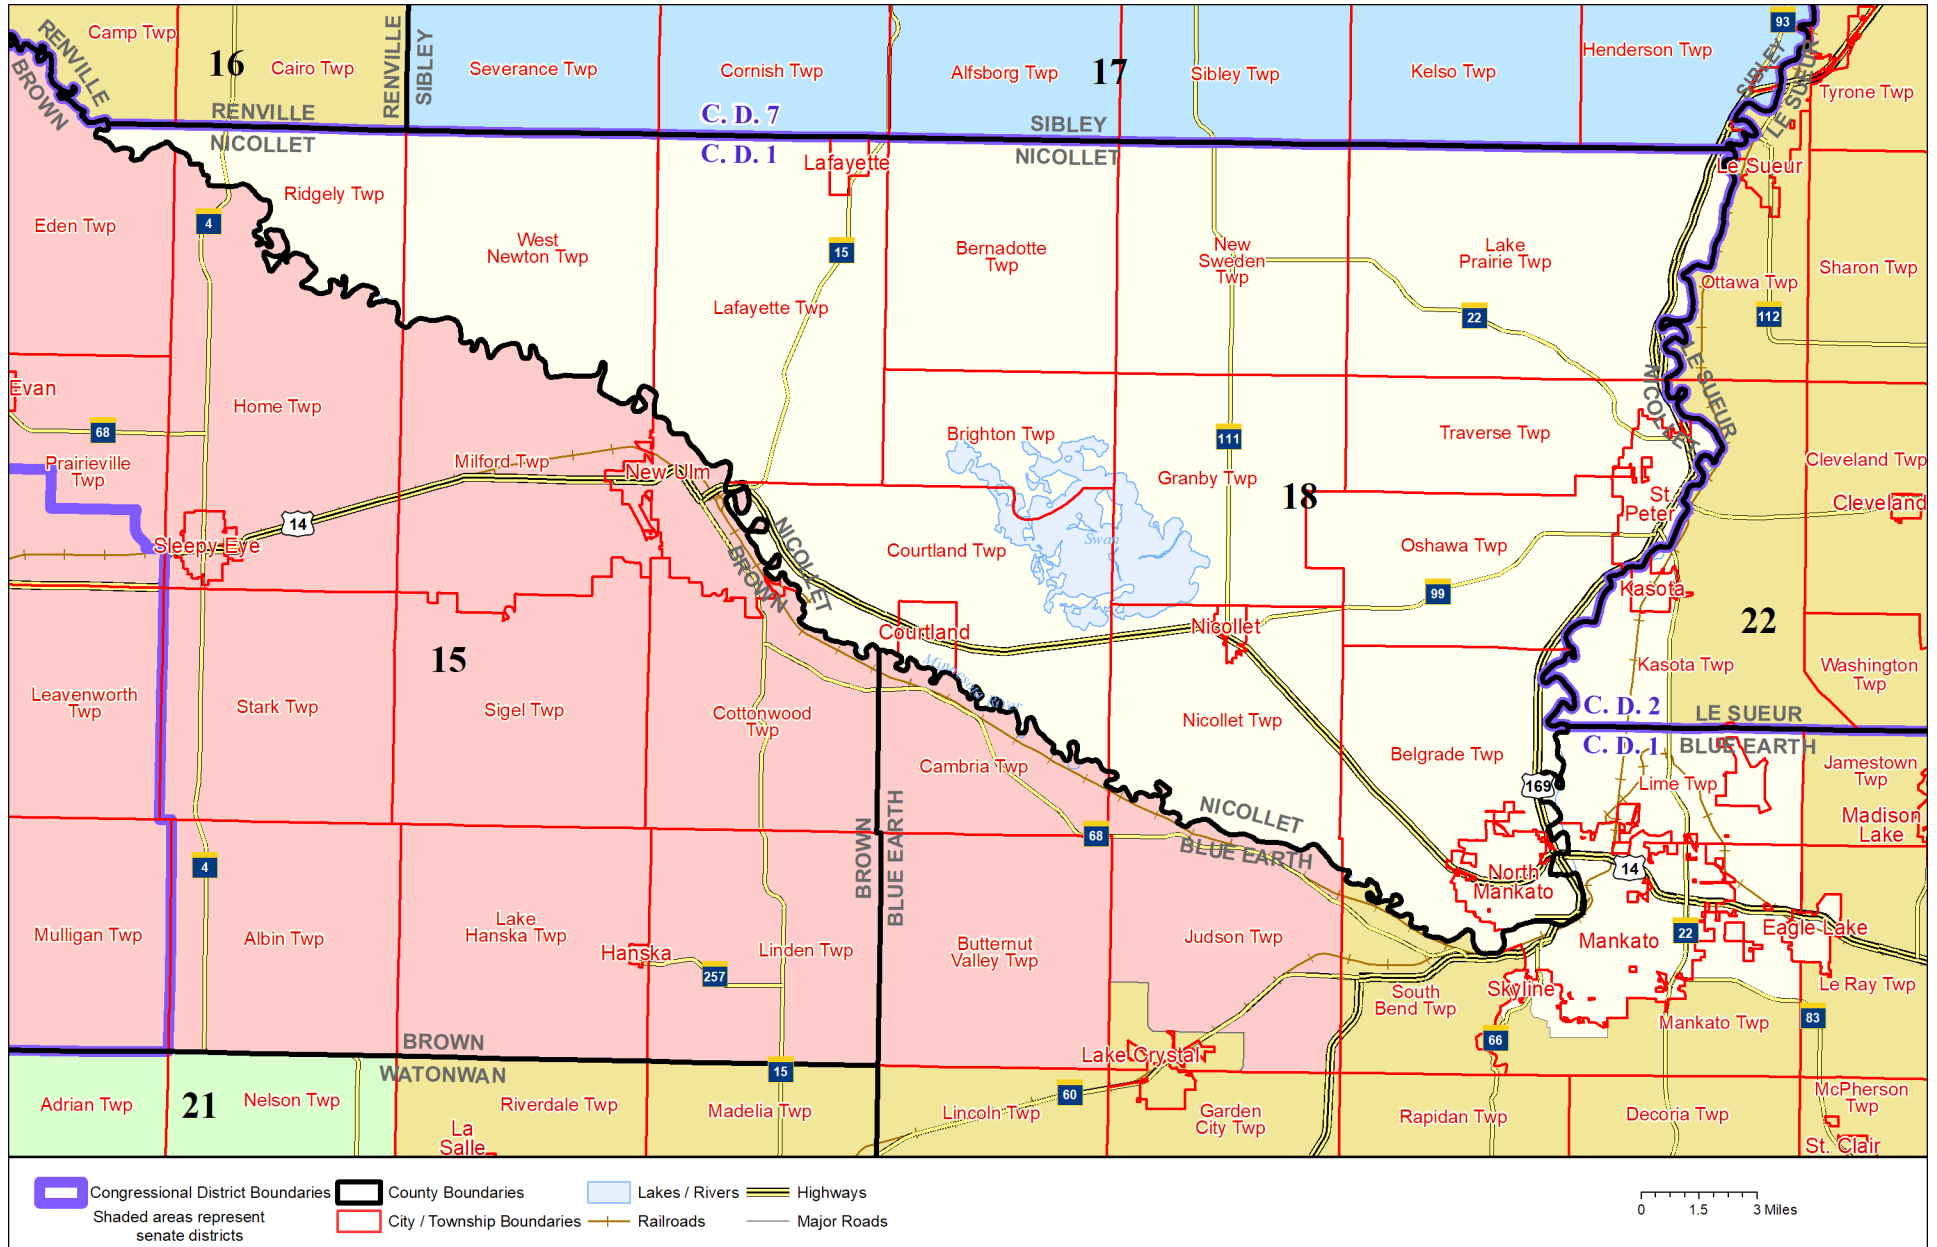 Camp Twp
RENVILLE
BROWN
16
Cairo Twp
RENVILLE
SIBLEY
Severance Twp
Cornish Twp
Alfsborg Twp
17
Sibley Twp
Kelso Twp
Henderson Twp
93
SIBLEY
LE SUEUR
Tyrone Twp
RENVILLE
NICOLLET
C. D. 7
C. D. 1
SIBLEY
NICOLLET
Lafayette
Le Sueur
Eden Twp
4
Ridgely Twp
West
Newton Twp
15
Lafayette Twp
Bernadotte
Twp
New
Sweden
Twp
Lake
Prairie Twp
22
Ottawa Twp
112
Sharon Twp
Evan
68
Home Twp
Prairieville
Twp
Milford Twp
New Ulm
Brighton Twp
111
Granby Twp
18
Traverse Twp
NICOLLET
LE SUEUR
Cleveland Twp
Cleveland
St.
Peter
14
Sleepy Eye
NICOLLET
BROWN
Courtland Twp
Swan
Oshawa Twp
99
Kasota
22
Courtland
Nicollet
15
Minnesota River
Kasota Twp
Washington
Twp
Leavenworth
Twp
Stark Twp
Sigel Twp
Cottonwood
Twp
Nicollet Twp
C. D. 2
C. D. 1
LE SUEUR
BLUE EARTH
Cambria Twp
Belgrade Twp
169
Lime Twp
Jamestown
Twp
Madison
Lake
BROWN
BLUE EARTH
68
NICOLLET
BLUE EARTH
4
North
Mankato
14
Mulligan Twp
Albin Twp
Lake
Hanska Twp
Hanska
257
Linden Twp
Butternut
Valley Twp
Judson Twp
Mankato
22
Eagle Lake
South
Bend Twp
Skyline
Le Ray Twp
Mankato Twp
83
66
BROWN
WATONWAN
15
Lake Crystal
60
Adrian Twp
21
Nelson Twp
Riverdale Twp
La
Salle
Madelia Twp
Lincoln Twp
Garden
City Twp
Rapidan Twp
Decoria Twp
McPherson
Twp
St. Clair
Congressional District Boundaries
County Boundaries
Lakes / Rivers
Highways
Shaded areas represent
senate districts
City / Township Boundaries
Railroads
Major Roads
0 1.5 3 Miles